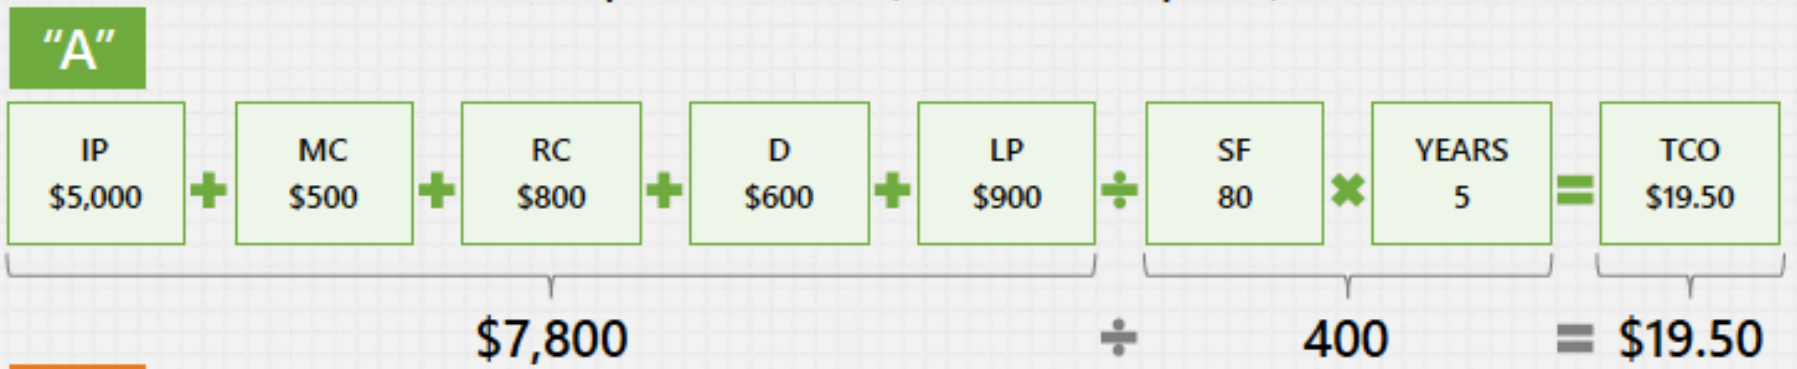 “A”
IP MC RC D LP SF YEARS TCO
$5,000 + $500 + $800 + $600 + $900 ÷ 80 × 5 = $19.50
$7,800 ÷ 400 = $19.50